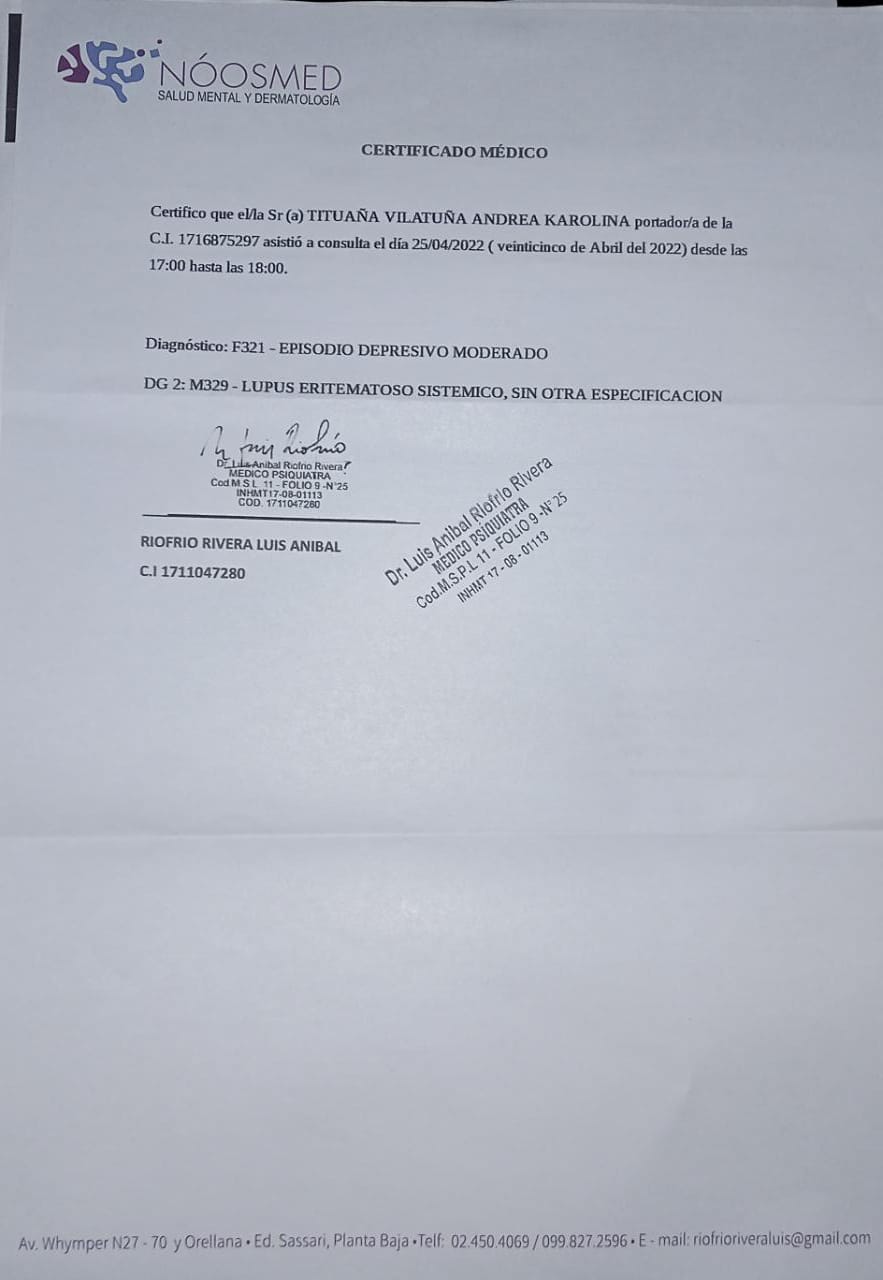 NÓOSMED
SALUD MENTAL Y DERMATOLOGÍA
CERTIFICADO MÉDICO
Certifico que el/la Sr (a) TITUAÑA VILATUÑA ANDREA KAROLINA portador/a de la
C.I. 1716875297 asistió a consulta el día 25/04/2022 ( veinticinco de Abril del 2022) desde las
17:00 hasta las 18:00.
Diagnóstico: F321 - EPISODIO DEPRESIVO MODERADO
DG 2: M329 - LUPUS ERITEMATOSO SISTEMICO, SIN OTRA ESPECIFICACION
Dr. Luis Anibal Riofrio Rivera
MEDICO PSIQUIATRA
Cod M S L 11 - FOLIO 9 -N°25
INHMT17-08-01113
COD. 1711047280
RIOFRIO RIVERA LUIS ANIBAL
C.I 1711047280
Dr. Luis Anibal Riofrio Rivera
MEDICO PSIQUIATRA
Cod.M.S.P.L 11 - FOLIO 9 -N° 25
INHMT 17 - 08 - 01113
Av. Whymper N27 - 70 y Orellana • Ed. Sassari, Planta Baja •Telf: 02.450.4069 / 099.827.2596 • E - mail: riofrioriveraluis@gmail.com